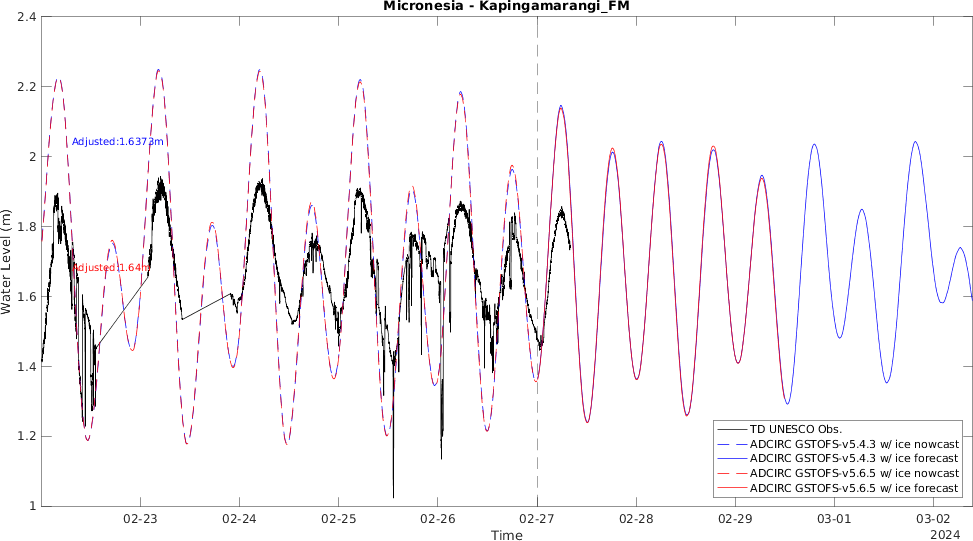 Micronesia - Kapingamarangi_FM
2.4
2.2
2
1.8
1.6
1.4
1.2
1
Water Level (m)
Adjusted:1.6373m
Adjusted:1.64m
TD UNESCO Obs.
ADCIRC GSTOFS-v5.4.3 w/ ice nowcast
ADCIRC GSTOFS-v5.4.3 w/ ice forecast
ADCIRC GSTOFS-v5.6.5 w/ ice nowcast
ADCIRC GSTOFS-v5.6.5 w/ ice forecast
02-23 02-24 02-25 02-26 02-27 02-28 02-29 03-01 03-02
2024
Time